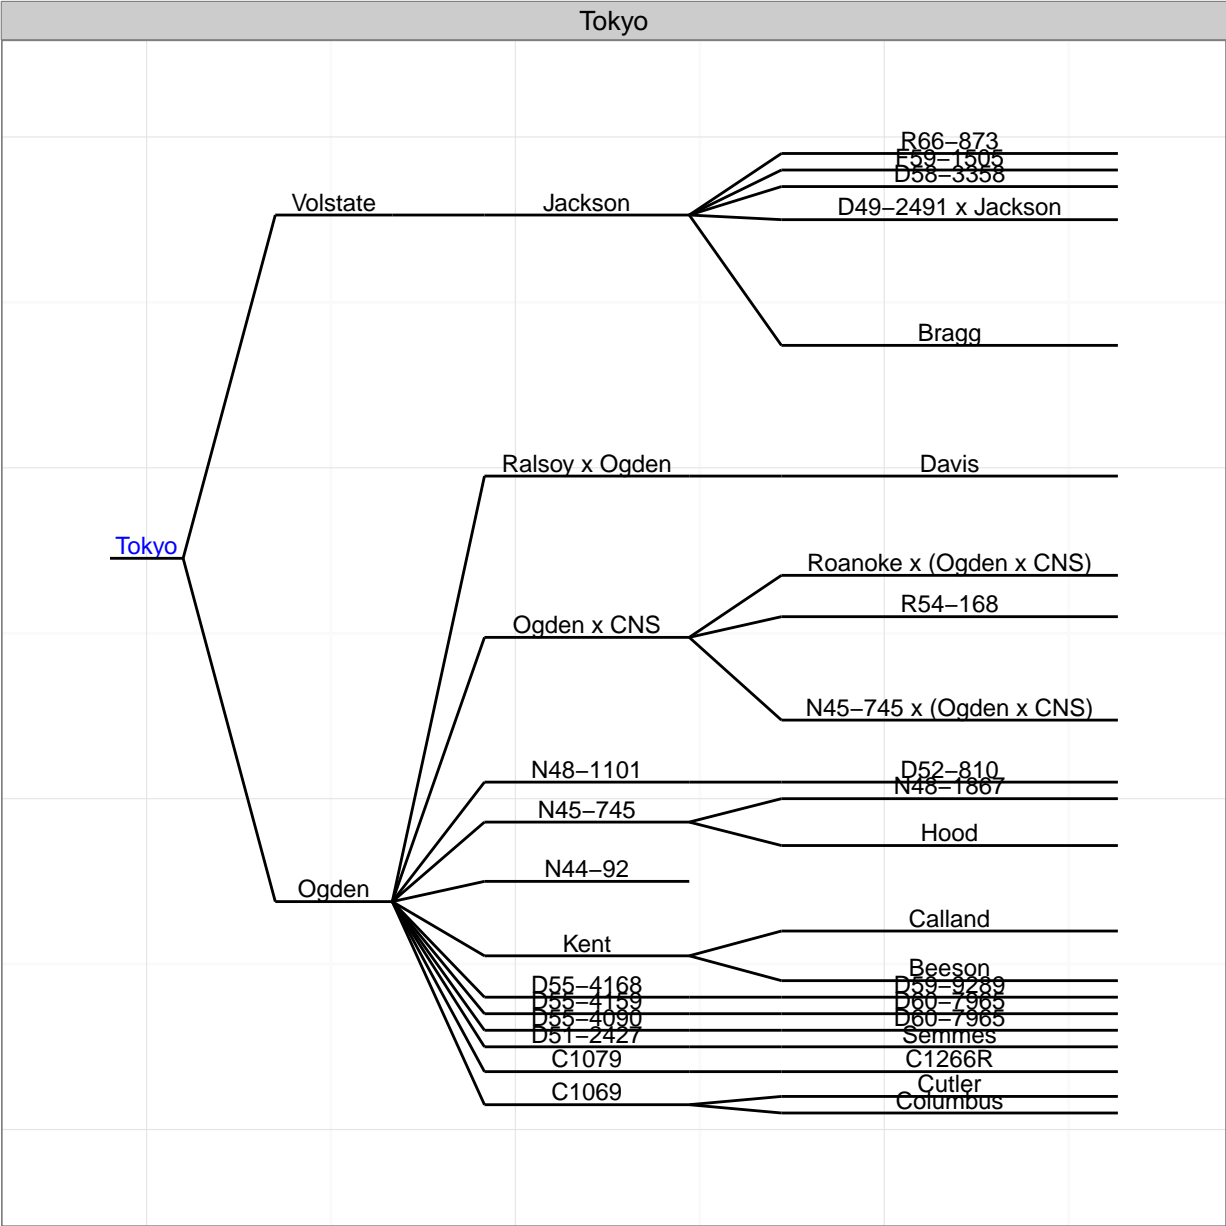 Tokyo
R66−873
F59−1505
D58−3358
Volstate
Jackson
D49−2491 x Jackson
Bragg
Ralsoy x Ogden
Davis
Tokyo
Roanoke x (Ogden x CNS)
R54−168
Ogden x CNS
N45−745 x (Ogden x CNS)
N48−1101
D52−810
N48−1867
N45−745
Hood
N44−92
Ogden
Calland
Kent
Beeson
D55−4168
D59−9289
D55−4159
D60−7965
D55−4090
D60−7965
D51−2427
Semmes
C1079
C1266R
Cutler
C1069
Columbus